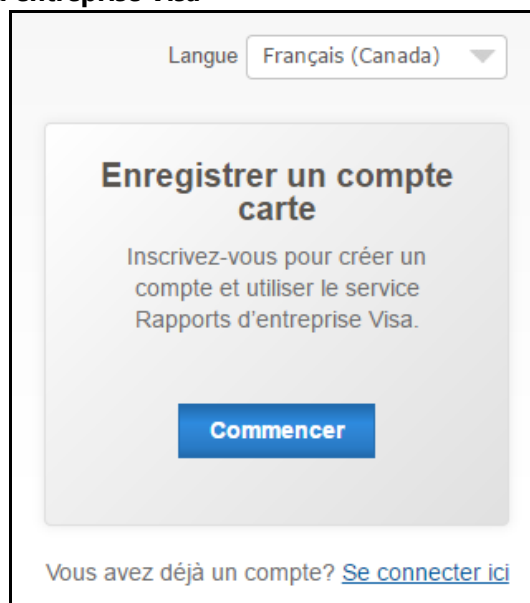 l'entreprise Visa
Langue Français (Canada)
Enregistrer un compte
carte
Inscrivez-vous pour créer un
compte et utiliser le service
Rapports d'entreprise Visa.
Commencer
Vous avez déjà un compte? Se connecter ici